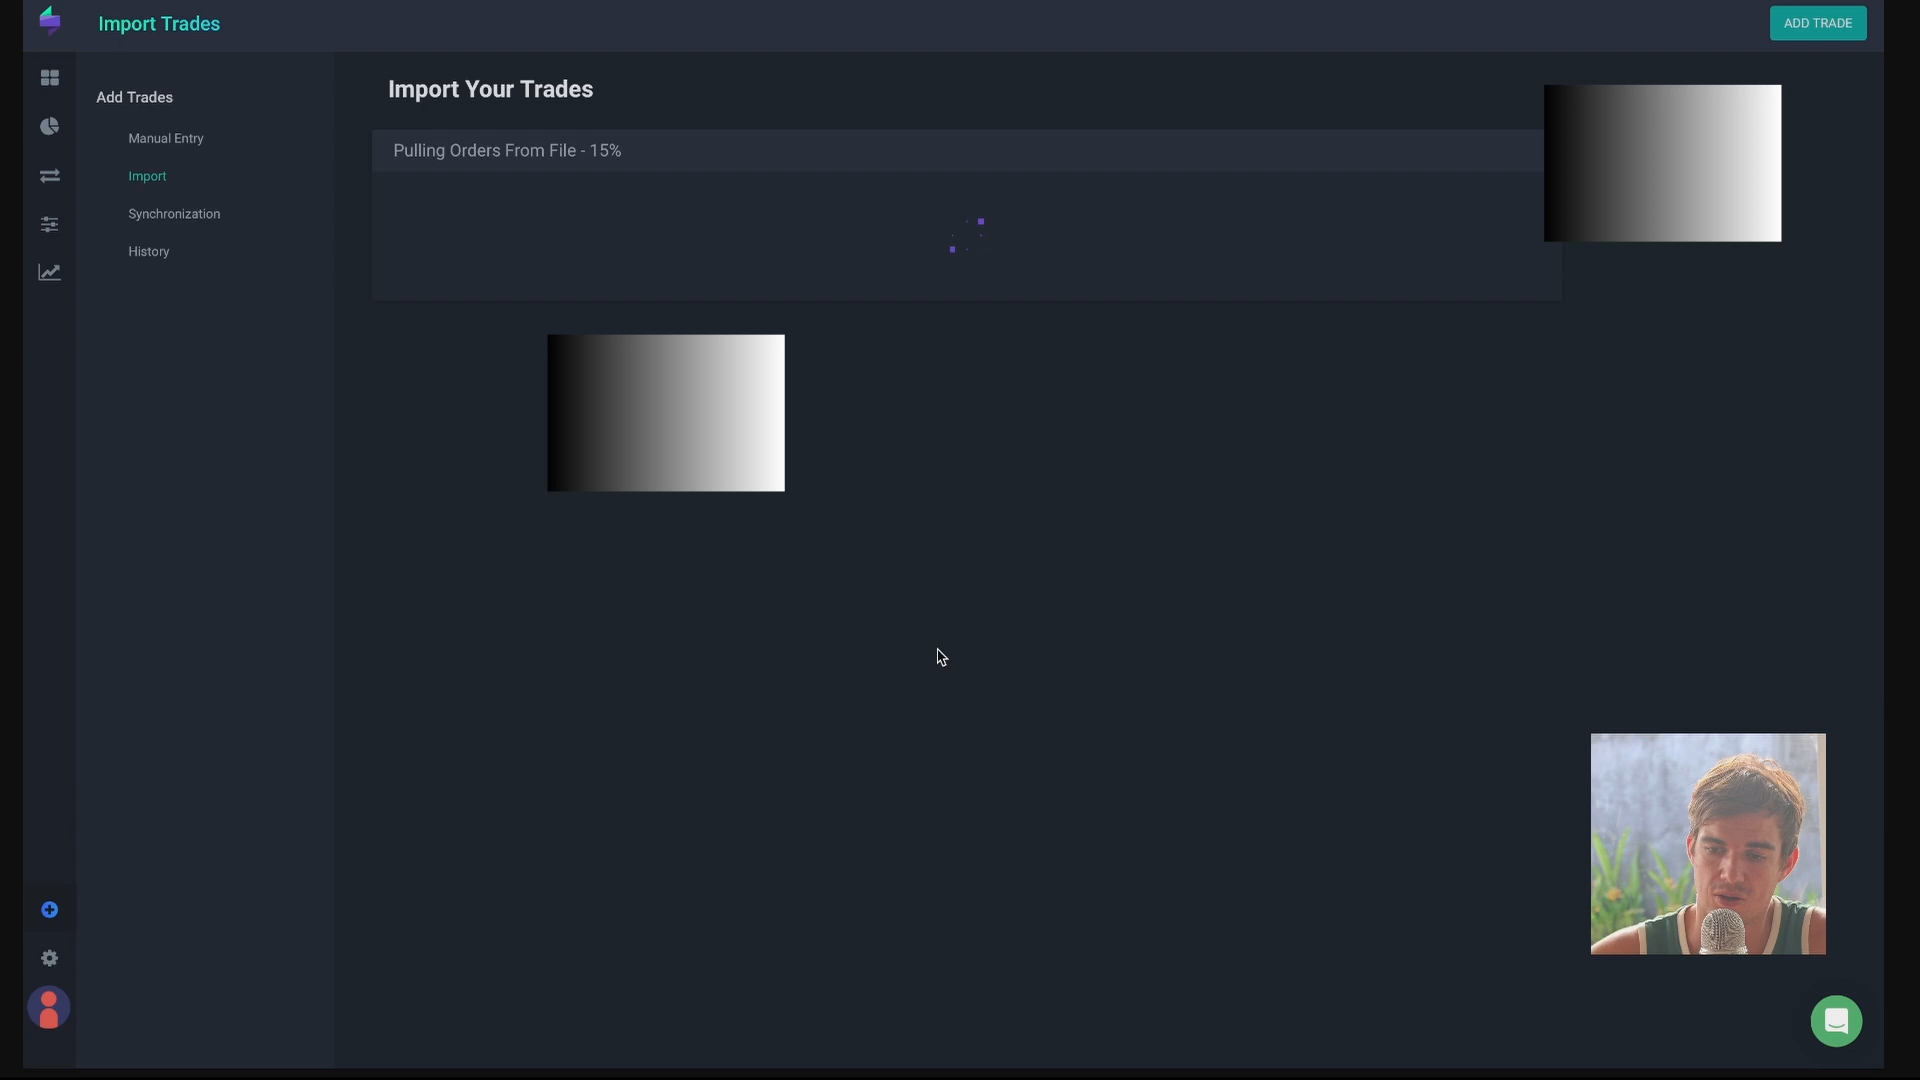 Import Trades
ADD TRADE
Add Trades
Manual Entry
Import
Synchronization
History
Import Your Trades
Pulling Orders From File - 15%